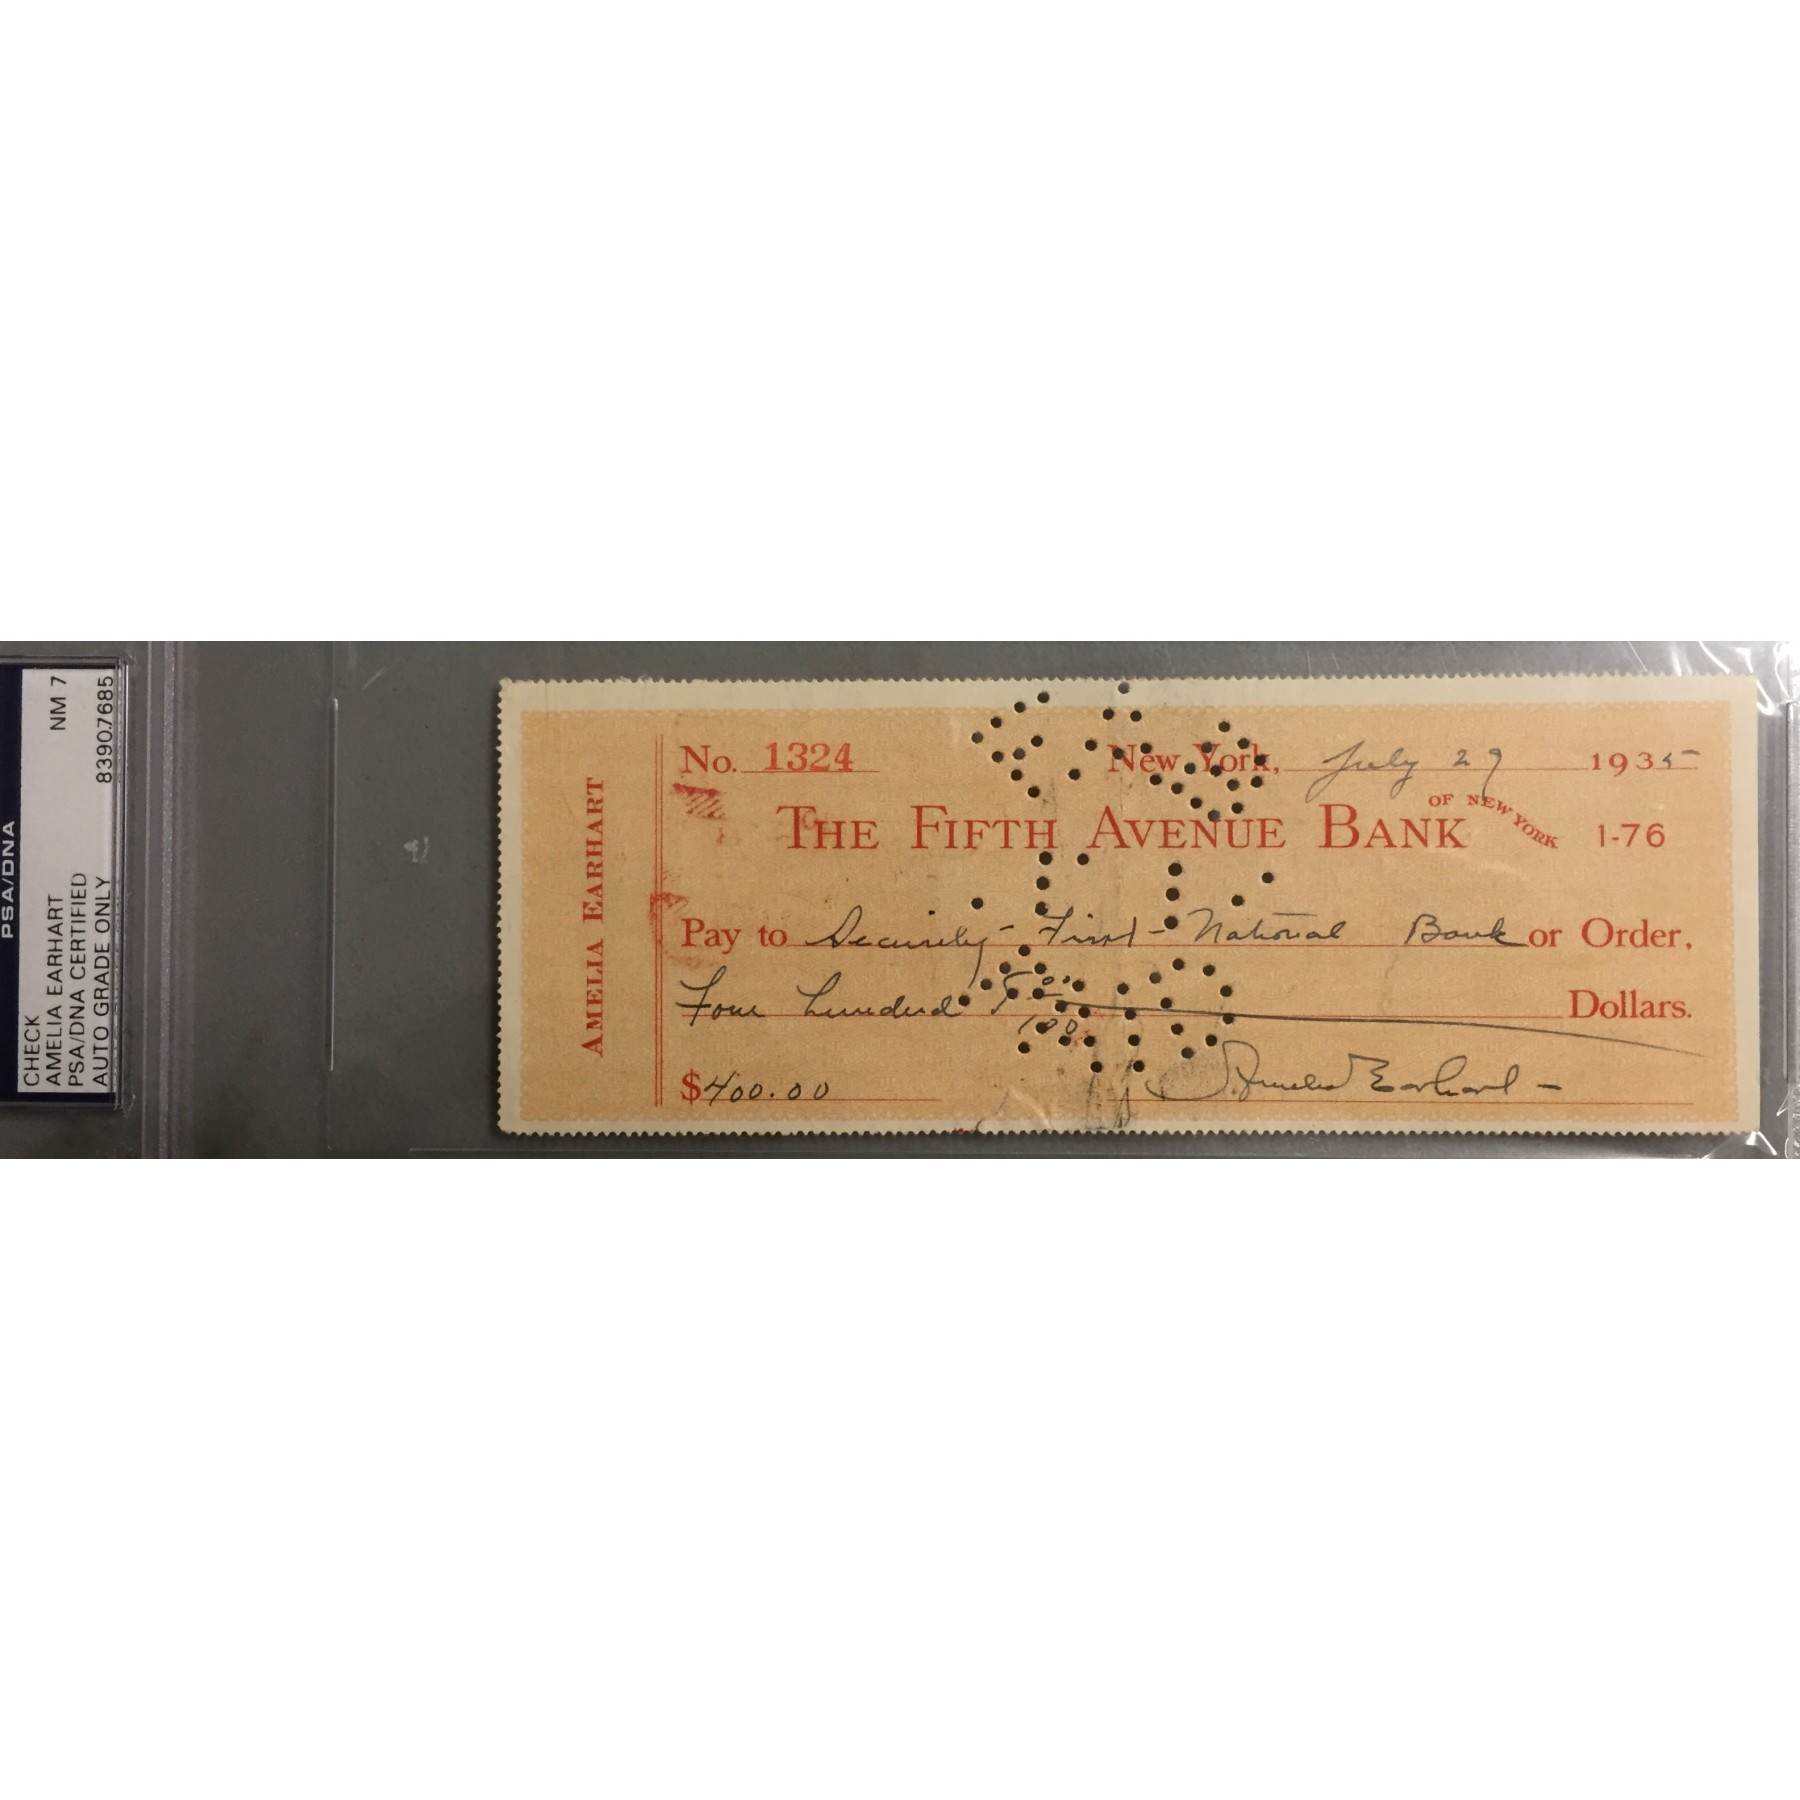 PSA/DNA
CHECK
AMELIA EARHART NM 7
PSA/DNA CERTIFIED
AUTO GRADE ONLY 83907685
AMELIA EARHART
No. 1324 New York, July 29 1935
THE FIFTH AVENUE BANK OF NEW YORK 1-76
Pay to Security-First-National Bank or Order,
Four hundred & 00/100 Dollars.
$400.00 Amelia Earhart